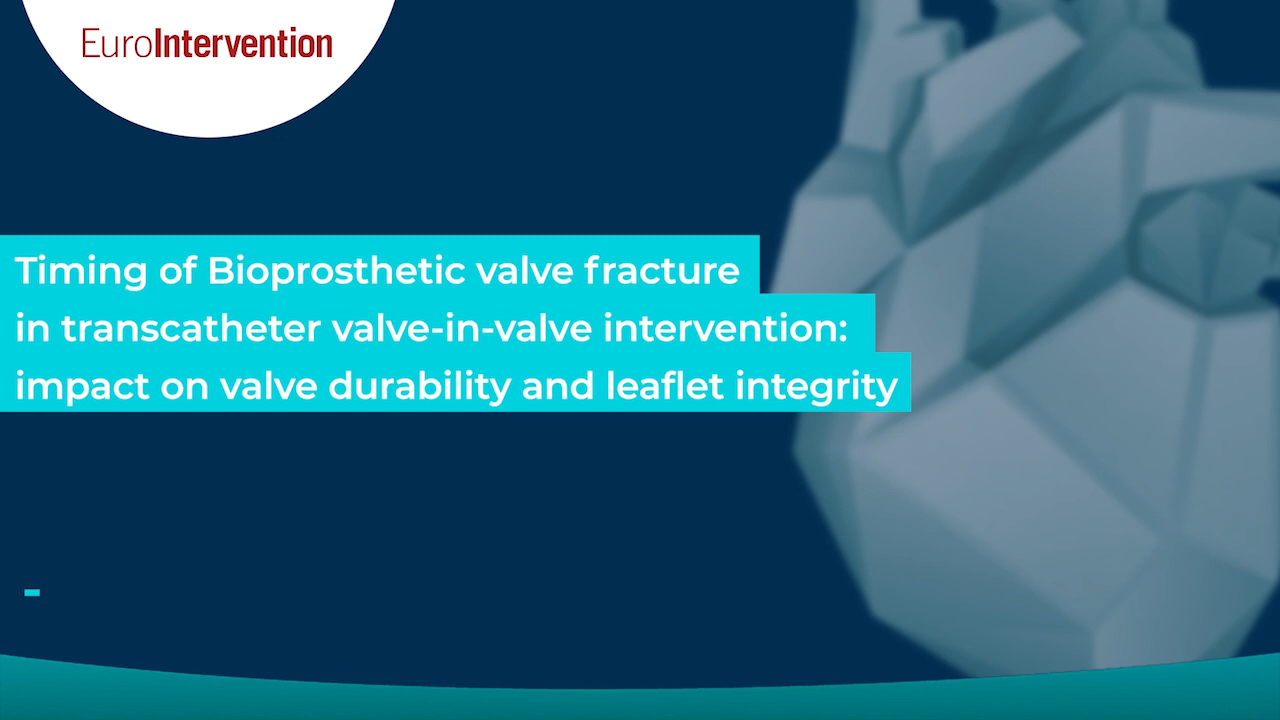 EuroIntervention
Timing of Bioprosthetic valve fracture
in transcatheter valve-in-valve intervention:
impact on valve durability and leaflet integrity
-